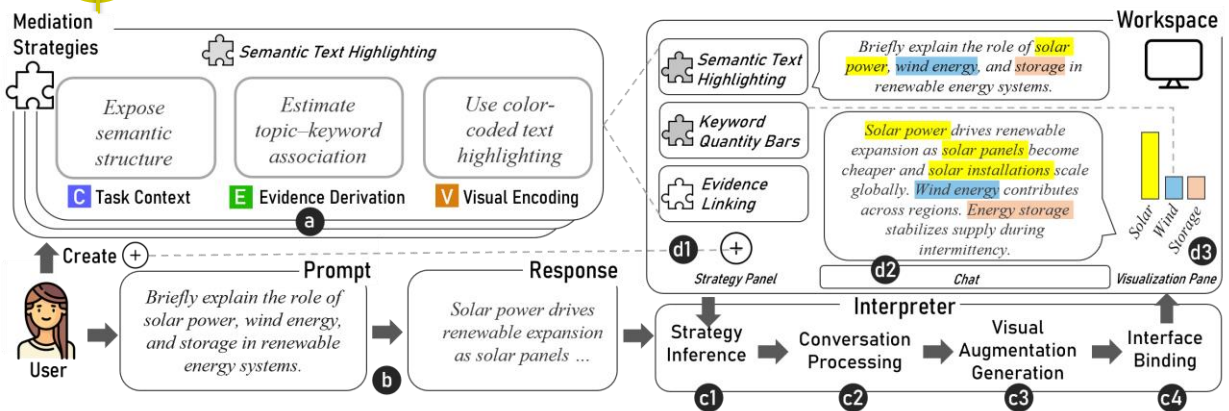 Mediation
Strategies
Semantic Text Highlighting
Expose
semantic
structure
Estimate
topic–keyword
association
Use color-
coded text
highlighting
C Task Context
E Evidence Derivation
V Visual Encoding
a
Create +
User
Prompt
Briefly explain the role of
solar power, wind energy,
and storage in renewable
energy systems.
b
Response
Solar power drives
renewable expansion
as solar panels ...
Workspace
Semantic Text
Highlighting
Keyword
Quantity Bars
Evidence
Linking
+
d1
Strategy Panel
Briefly explain the role of solar
power, wind energy, and storage in
renewable energy systems.
Solar power drives renewable
expansion as solar panels become
cheaper and solar installations scale
globally. Wind energy contributes
across regions. Energy storage
stabilizes supply during
intermittency.
d2
Chat
Solar
Wind
Storage
d3
Visualization Pane
Interpreter
Strategy
Inference
c1
Conversation
Processing
c2
Visual
Augmentation
Generation
c3
Interface
Binding
c4